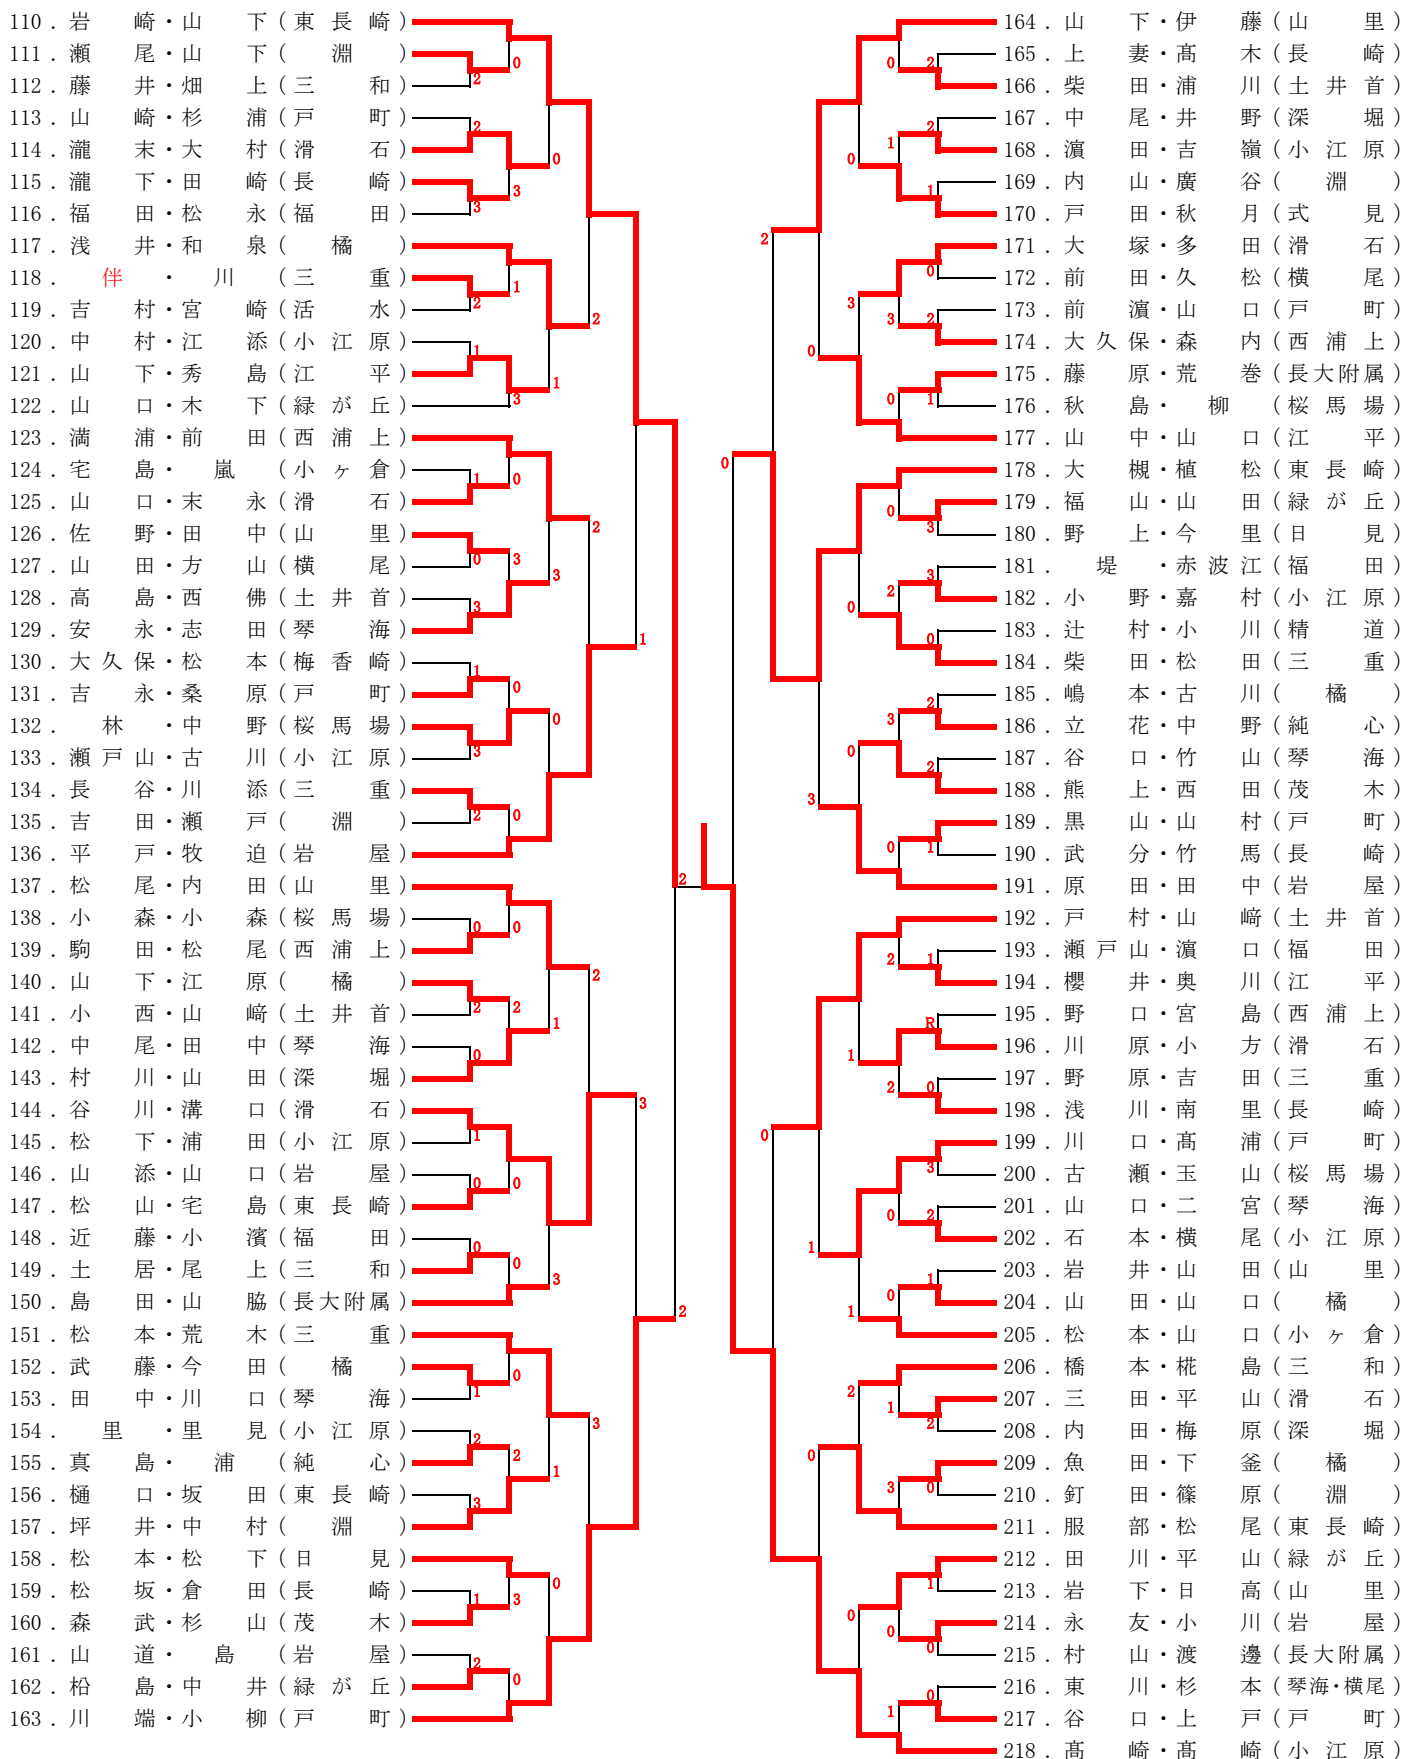 110．岩崎・山下（東長崎）
111．瀬尾・山下（淵）
112．藤井・畑上（三和）
113．山崎・杉浦（戸町）
114．瀧末・大村（滑石）
115．瀧下・田崎（長崎）
116．福田・松永（福田）
117．浅井・和泉（橘）
118．伴・川（三重）
119．吉村・宮崎（活水）
120．中村・江添（小江原）
121．山下・秀島（江平）
122．山口・木下（緑が丘）
123．満浦・前田（西浦上）
124．宅島・嵐（小ヶ倉）
125．山口・末永（滑石）
126．佐野・田中（山里）
127．山田・方山（横尾）
128．高島・西佛（土井首）
129．安永・志田（琴海）
130．大久保・松本（梅香崎）
131．吉永・桑原（戸町）
132．林・中野（桜馬場）
133．瀬戸山・古川（小江原）
134．長谷・川添（三重）
135．吉田・瀬戸（淵）
136．平戸・牧迫（岩屋）
137．松尾・内田（山里）
138．小森・小森（桜馬場）
139．駒田・松尾（西浦上）
140．山下・江原（橘）
141．小西・山﨑（土井首）
142．中尾・田中（琴海）
143．村川・山田（深堀）
144．谷川・溝口（滑石）
145．松下・浦田（小江原）
146．山添・山口（岩屋）
147．松山・宅島（東長崎）
148．近藤・小濱（福田）
149．土居・尾上（三和）
150．島田・山脇（長大附属）
151．松本・荒木（三重）
152．武藤・今田（橘）
153．田中・川口（琴海）
154．里・里見（小江原）
155．真島・浦（純心）
156．樋口・坂田（東長崎）
157．坪井・中村（淵）
158．松本・松下（日見）
159．松坂・倉田（長崎）
160．森武・杉山（茂木）
161．山道・島（岩屋）
162．柗島・中井（緑が丘）
163．川端・小柳（戸町）
164．山下・伊藤（山里）
165．上妻・髙木（長崎）
166．柴田・浦川（土井首）
167．中尾・井野（深堀）
168．濵田・吉嶺（小江原）
169．内山・廣谷（淵）
170．戸田・秋月（式見）
171．大塚・多田（滑石）
172．前田・久松（横尾）
173．前濵・山口（戸町）
174．大久保・森内（西浦上）
175．藤原・荒巻（長大附属）
176．秋島・柳（桜馬場）
177．山中・山口（江平）
178．大槻・植松（東長崎）
179．福山・山田（緑が丘）
180．野上・今里（日見）
181．堤・赤波江（福田）
182．小野・嘉村（小江原）
183．辻村・小川（精道）
184．柴田・松田（三重）
185．嶋本・古川（橘）
186．立花・中野（純心）
187．谷口・竹山（琴海）
188．熊上・西田（茂木）
189．黒山・山村（戸町）
190．武分・竹馬（長崎）
191．原田・田中（岩屋）
192．戸村・山﨑（土井首）
193．瀬戸山・濵口（福田）
194．櫻井・奥川（江平）
195．野口・宮島（西浦上）
196．川原・小方（滑石）
197．野原・吉田（三重）
198．浅川・南里（長崎）
199．川口・髙浦（戸町）
200．古瀬・玉山（桜馬場）
201．山口・二宮（琴海）
202．石本・横尾（小江原）
203．岩井・山田（山里）
204．山田・山口（橘）
205．松本・山口（小ヶ倉）
206．橋本・椛島（三和）
207．三田・平山（滑石）
208．内田・梅原（深堀）
209．魚田・下釜（橘）
210．釘田・篠原（淵）
211．服部・松尾（東長崎）
212．田川・平山（緑が丘）
213．岩下・日高（山里）
214．永友・小川（岩屋）
215．村山・渡邊（長大附属）
216．東川・杉本（琴海・横尾）
217．谷口・上戸（戸町）
218．髙崎・髙崎（小江原）